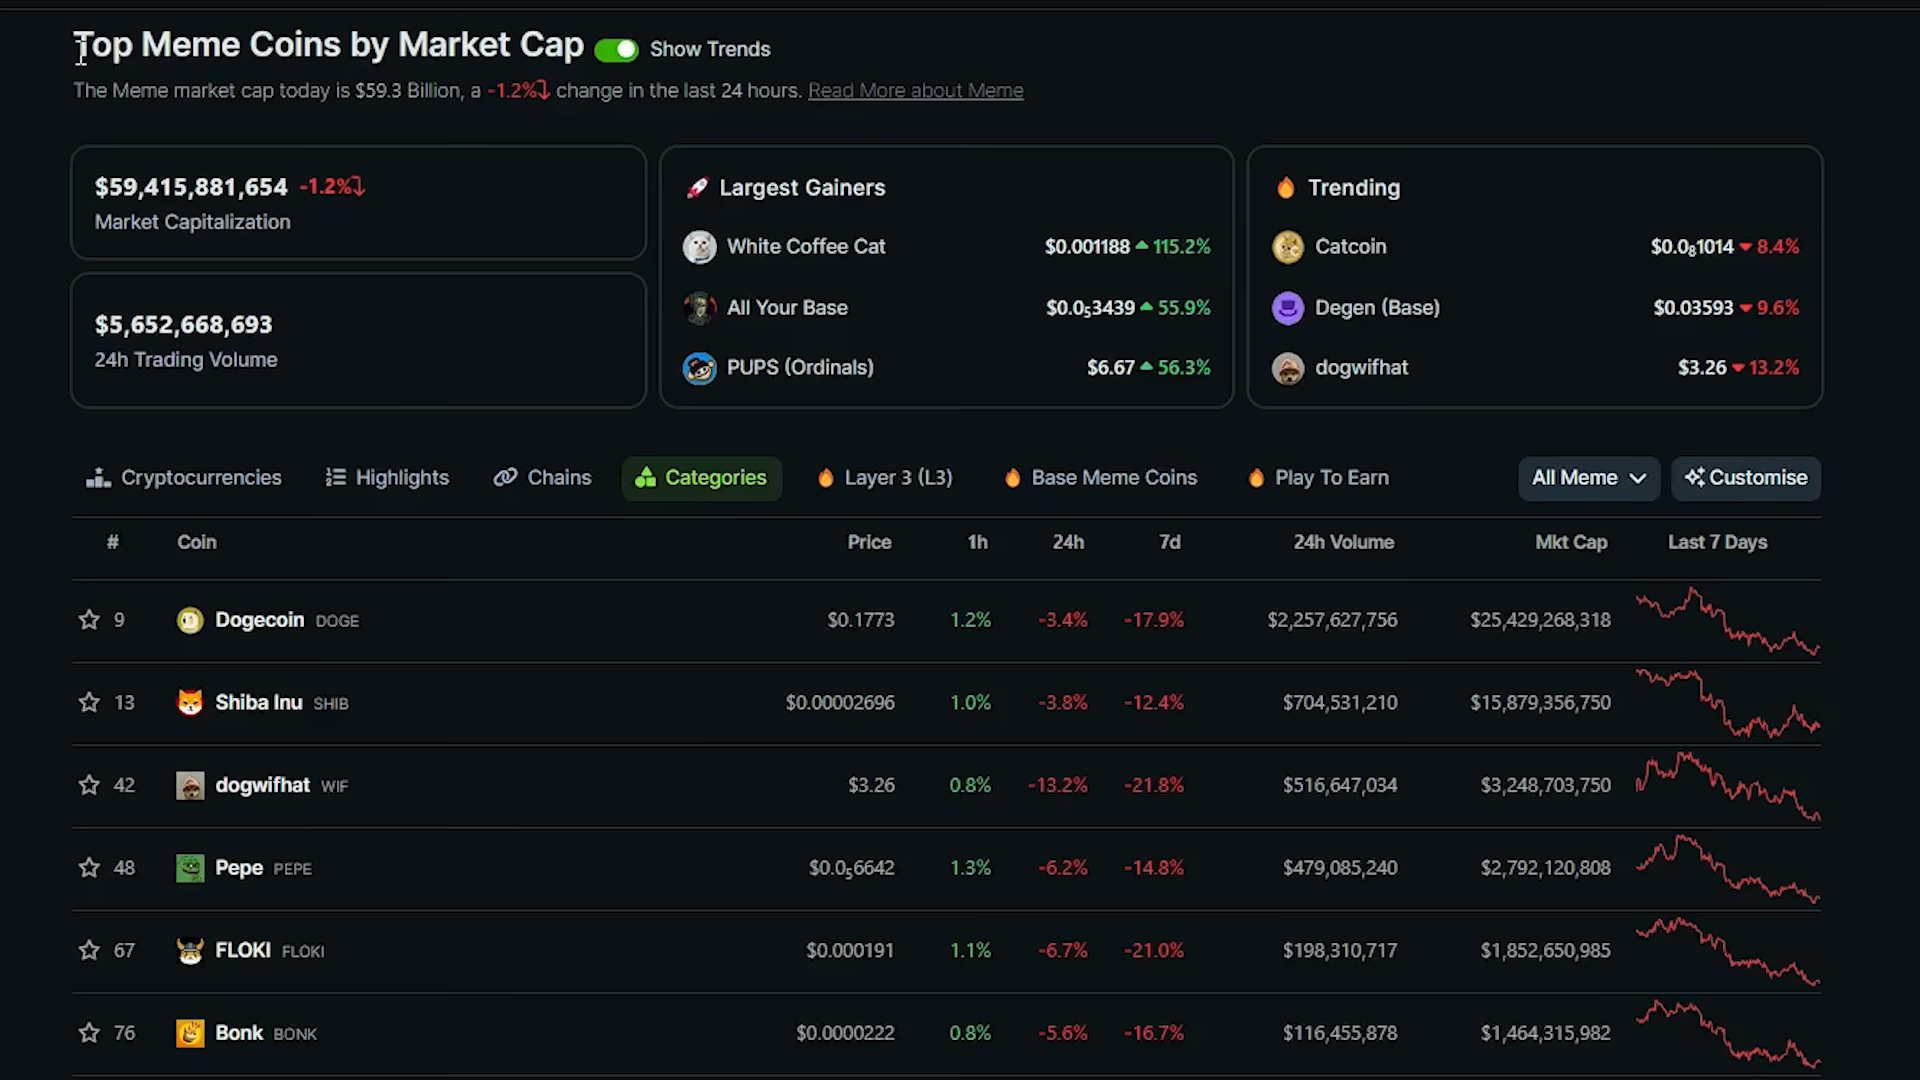 Top Meme Coins by Market Cap Show Trends
The Meme market cap today is $59.3 Billion, a -1.2% change in the last 24 hours. Read More about Meme
$59,415,881,654 -1.2%
Market Capitalization
$5,652,668,693
24h Trading Volume
Largest Gainers
White Coffee Cat $0.001188 115.2%
All Your Base $0.0₅3439 55.9%
PUPS (Ordinals) $6.67 56.3%
Trending
Catcoin $0.0₈1014 8.4%
Degen (Base) $0.03593 9.6%
dogwifhat $3.26 13.2%
Cryptocurrencies Highlights Chains Categories Layer 3 (L3) Base Meme Coins Play To Earn All Meme Customise
# Coin Price 1h 24h 7d 24h Volume Mkt Cap Last 7 Days
9 Dogecoin DOGE $0.1773 1.2% -3.4% -17.9% $2,257,627,756 $25,429,268,318
13 Shiba Inu SHIB $0.00002696 1.0% -3.8% -12.4% $704,531,210 $15,879,356,750
42 dogwifhat WIF $3.26 0.8% -13.2% -21.8% $516,647,034 $3,248,703,750
48 Pepe PEPE $0.0₅6642 1.3% -6.2% -14.8% $479,085,240 $2,792,120,808
67 FLOKI FLOKI $0.000191 1.1% -6.7% -21.0% $198,310,717 $1,852,650,985
76 Bonk BONK $0.0000222 0.8% -5.6% -16.7% $116,455,878 $1,464,315,982